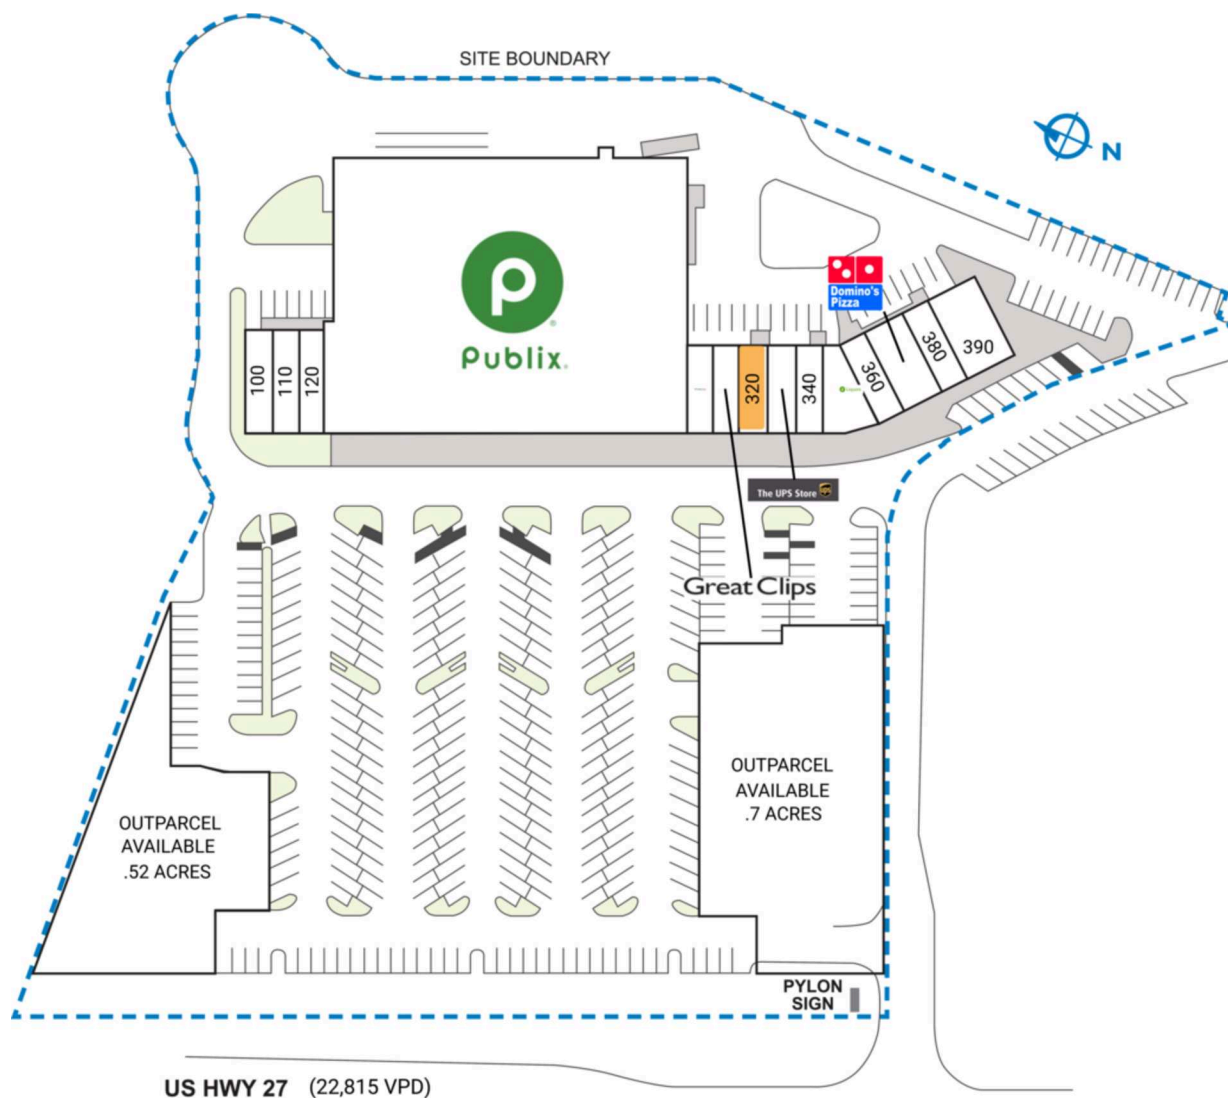 SITE BOUNDARY
N
Publix.
Domino's
Pizza
100
110
120
320
340
360
380
390
The UPS Store
ups
Great Clips
OUTPARCEL
AVAILABLE
.7 ACRES
OUTPARCEL
AVAILABLE
.52 ACRES
PYLON
SIGN
US HWY 27 (22,815 VPD)